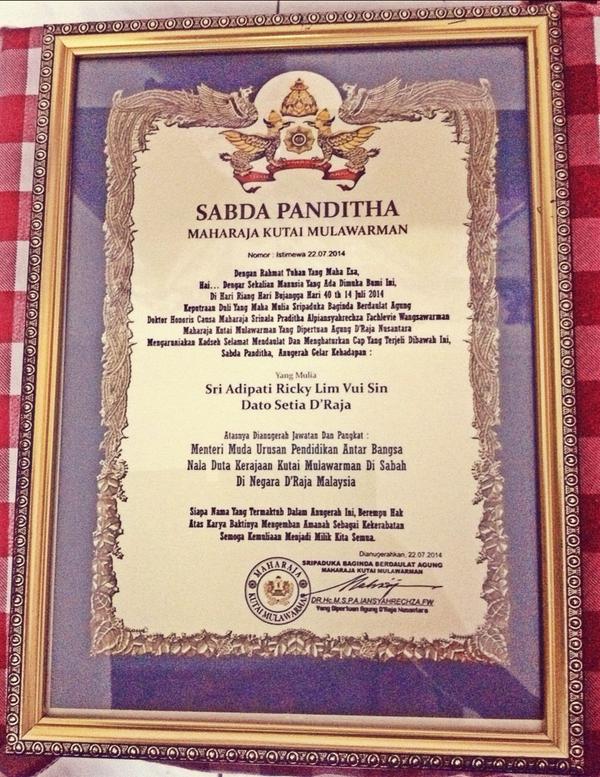 SABDA PANDITHA
MAHARAJA KUTAI MULAWARMAN
Nomor : Istimewa 22.07.2014
Dengan Rahmat Tuhan Yang Maha Esa,
Hai... Dengar Sekalian Manusia Yang Ada Dimuka Bumi Ini,
Di Hari Riang Hari Bujangga Hari 40 th 14 Juli 2014
Keputraan Duli Yang Maha Mulia Sripaduka Baginda Berdaulat Agung
Doktor Honoris Causa Maharaja Srinala Praditha Alpiansyahrechza Fachlevie Wangsawarman
Maharaja Kutai Mulawarman Yang Dipertuan Agung D'Raja Nusantara
Mengaruniakan Kadseh Selamat Mendaulat Dan Menghaturkan Cap Yang Terjeli Dibawah Ini,
Sabda Panditha, Anugerah Gelar Kehadapan :
Yang Mulia
Sri Adipati Ricky Lim Vui Sin
Dato Setia D'Raja
Atasnya Dianugerah Jawatan Dan Pangkat :
Menteri Muda Urusan Pendidikan Antar Bangsa
Nala Duta Kerajaan Kutai Mulawarman Di Sabah
Di Negara D'Raja Malaysia
Siapa Nama Yang Termaktub Dalam Anugerah Ini, Berempu Hak
Atas Karya Baktinya Mengemban Amanah Sebagai Kekerabatan
Semoga Kemuliaan Menjadi Milik Kita Semua.
Dianugerahkan, 22.07.2014
SRIPADUKA BAGINDA BERDAULAT AGUNG
MAHARAJA KUTAI MULAWARMAN
MAHARAJA
KUTAI MULAWARMAN
DR.Hc.M.S.P.A.IANSYAHRECHZA.FW
Yang Dipertuan Agung D'Raja Nusantara